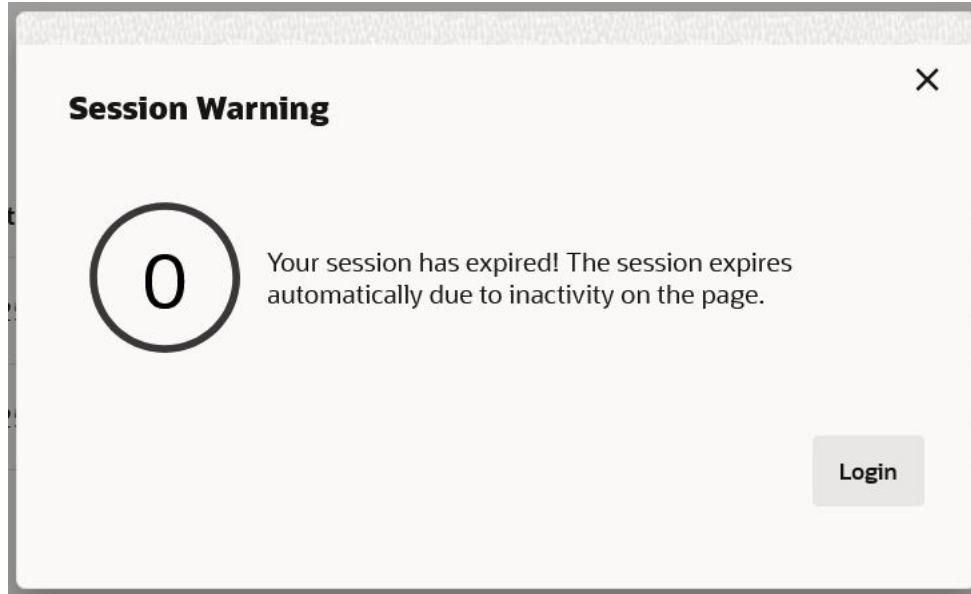 Session Warning
0
Your session has expired! The session expires
automatically due to inactivity on the page.
Login